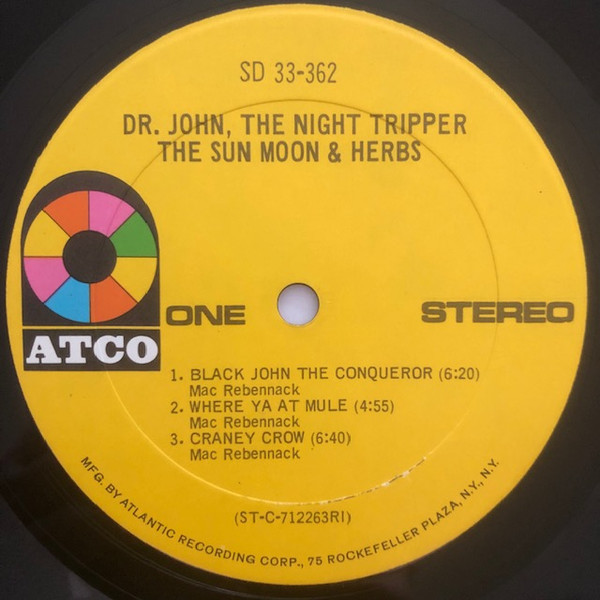 SD 33-362
DR. JOHN, THE NIGHT TRIPPER
THE SUN MOON & HERBS
ATCO
ONE
STEREO
1. BLACK JOHN THE CONQUEROR (6:20)
Mac Rebennack
2. WHERE YA AT MULE (4:55)
Mac Rebennack
3. CRANEY CROW (6:40)
Mac Rebennack
(ST-C-712263RI)
MFG. BY ATLANTIC RECORDING CORP., 75 ROCKEFELLER PLAZA, N.Y., N.Y.